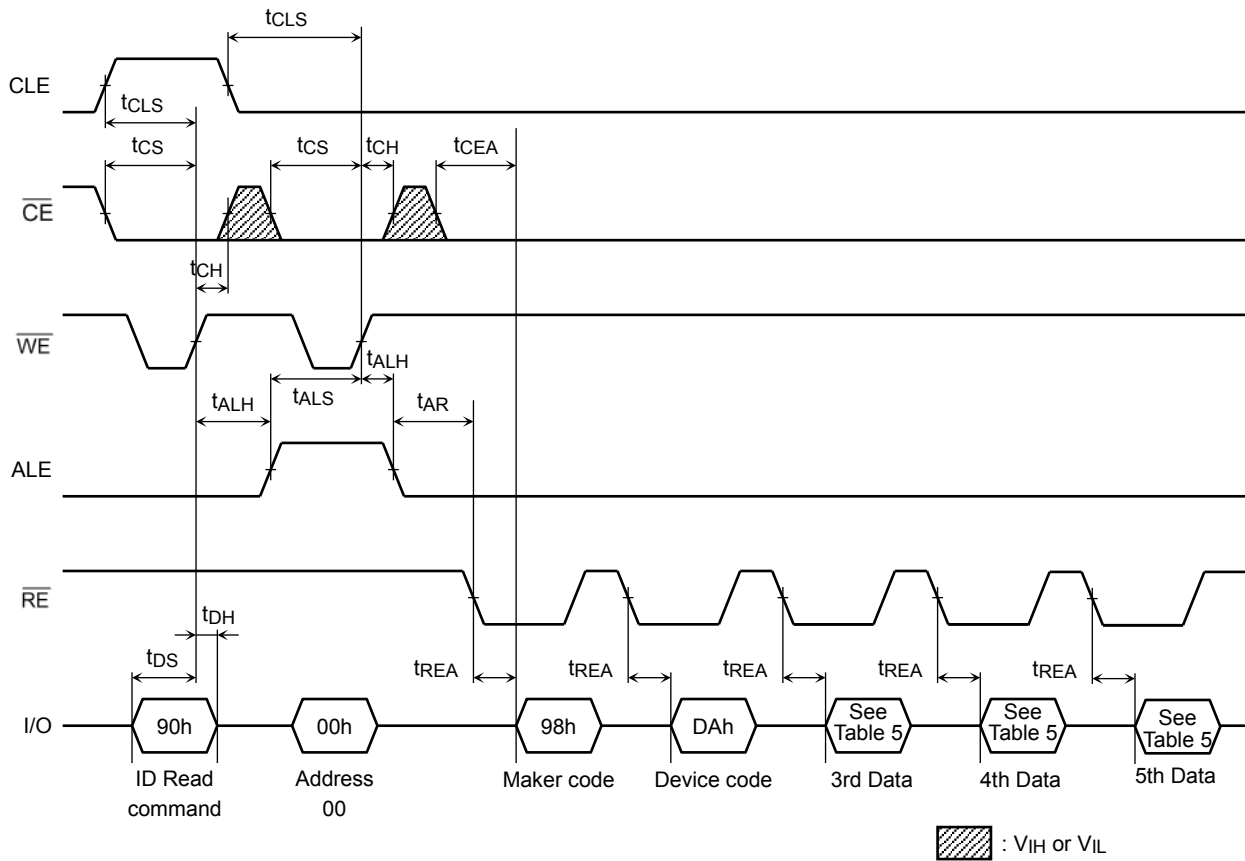 tCLS
CLE
tCLS
tCS
tCS
tCH
tCEA
CE
tCH
WE
tALH
tALH
tALS
tAR
ALE
RE
tDH
tDS
tREA
tREA
tREA
tREA
tREA
I/O
90h
00h
98h
DAh
See
Table 5
See
Table 5
See
Table 5
ID Read
command
Address
00
Maker code
Device code
3rd Data
4th Data
5th Data
: VIH or VIL